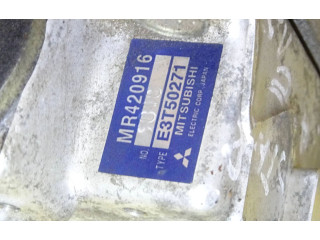 MR420916
NO.
TYPE E3T50271
MITSUBISHI
ELECTRIC CORP. JAPAN